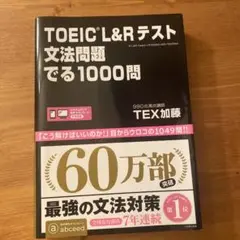 TOEIC® L&Rテスト
文法問題
でる1000問
TEX加藤
「こう解けばいいのか!」目からウロコの1049問!!
60万部
突破
最強の文法対策
第1位
7年連続
abceed